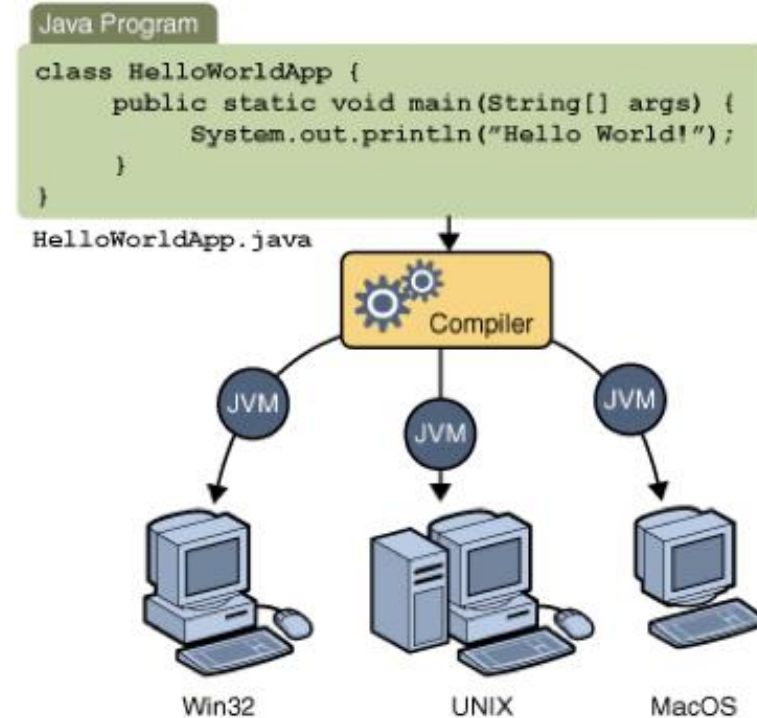 Java Program
class HelloWorldApp {
public static void main(String[] args) {
System.out.println("Hello World!");
}
}
HelloWorldApp.java
Compiler
JVM
JVM
JVM
Win32
UNIX
MacOS